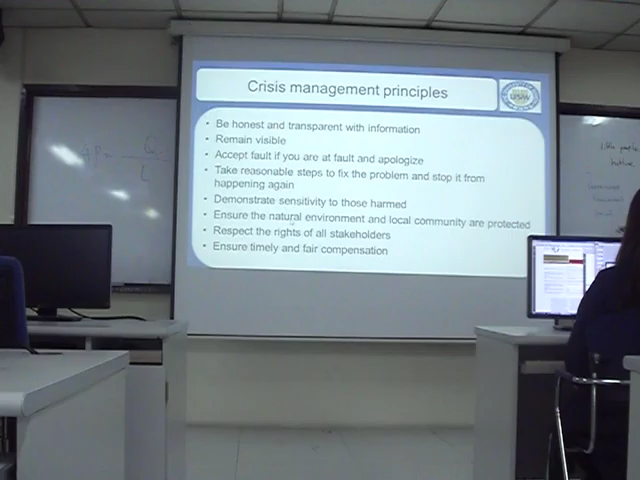 Crisis management principles
• Be honest and transparent with information
• Remain visible
• Accept fault if you are at fault and apologize
• Take reasonable steps to fix the problem and stop it from
happening again
• Demonstrate sensitivity to those harmed
• Ensure the natural environment and local community are protected
• Respect the rights of all stakeholders
• Ensure timely and fair compensation
Little people